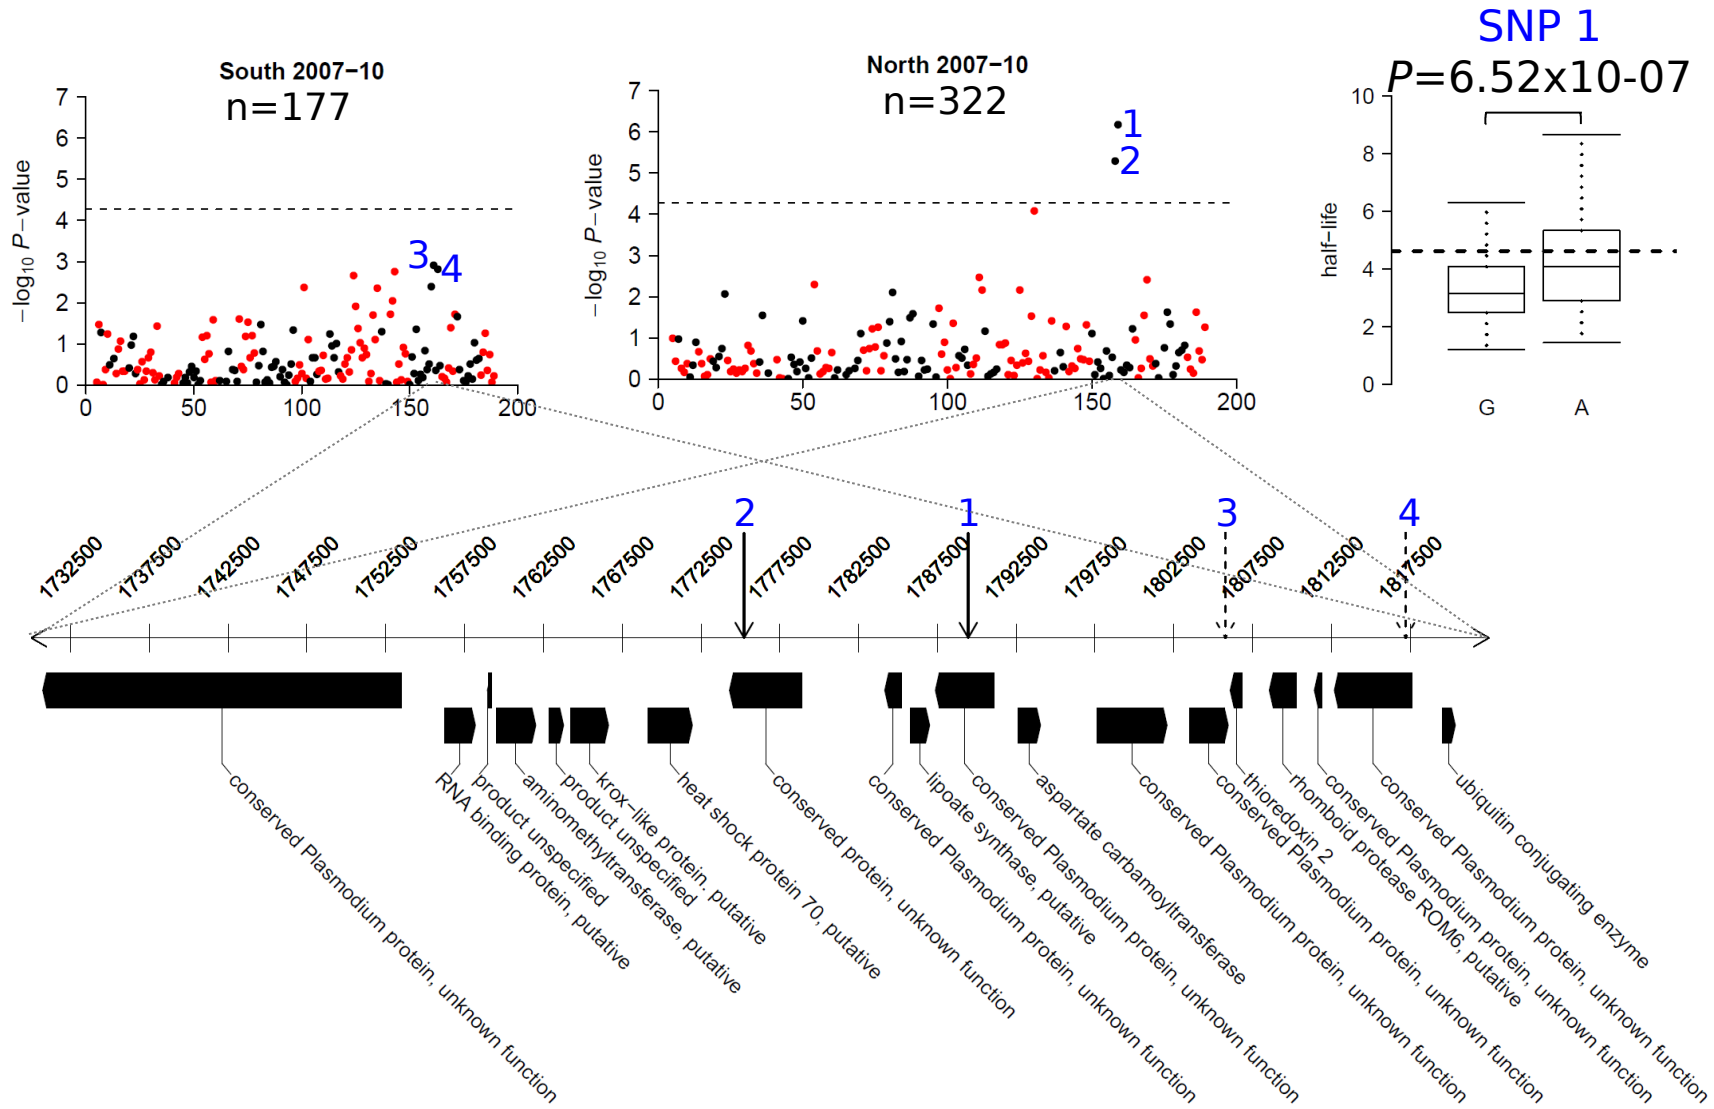 SNP 1
P=6.52x10-07
South 2007−10
n=177
North 2007−10
n=322
−log10 P−value
7
6
5
4
3
2
1
0
0
50
100
150
200
3
4
−log10 P−value
7
6
5
4
3
2
1
0
0
50
100
150
200
1
2
half−life
10
8
6
4
2
0
G
A
2
1
3
4
1732500
1737500
1742500
1747500
1752500
1757500
1762500
1767500
1772500
1777500
1782500
1787500
1792500
1797500
1802500
1807500
1812500
1817500
conserved Plasmodium protein, unknown function
RNA binding protein, putative
product unspecified
aminomethyltransferase, putative
product unspecified
krox−like protein, putative
heat shock protein 70, putative
conserved protein, unknown function
conserved Plasmodium protein, unknown function
lipoate synthase, putative
conserved Plasmodium protein, unknown function
aspartate carbamoyltransferase
conserved Plasmodium protein, unknown function
conserved Plasmodium protein, unknown function
thioredoxin 2
rhomboid protease ROM6, putative
conserved Plasmodium protein, unknown function
conserved Plasmodium protein, unknown function
ubiquitin conjugating enzyme